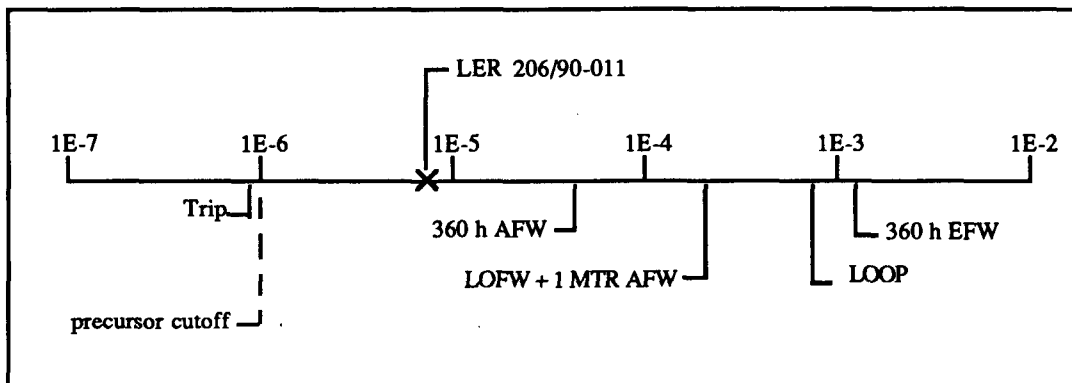 LER 206/90-011
1E-7 1E-6 1E-5 1E-4 1E-3 1E-2
Trip
360 h AFW
360 h EFW
LOFW + 1 MTR AFW
LOOP
precursor cutoff